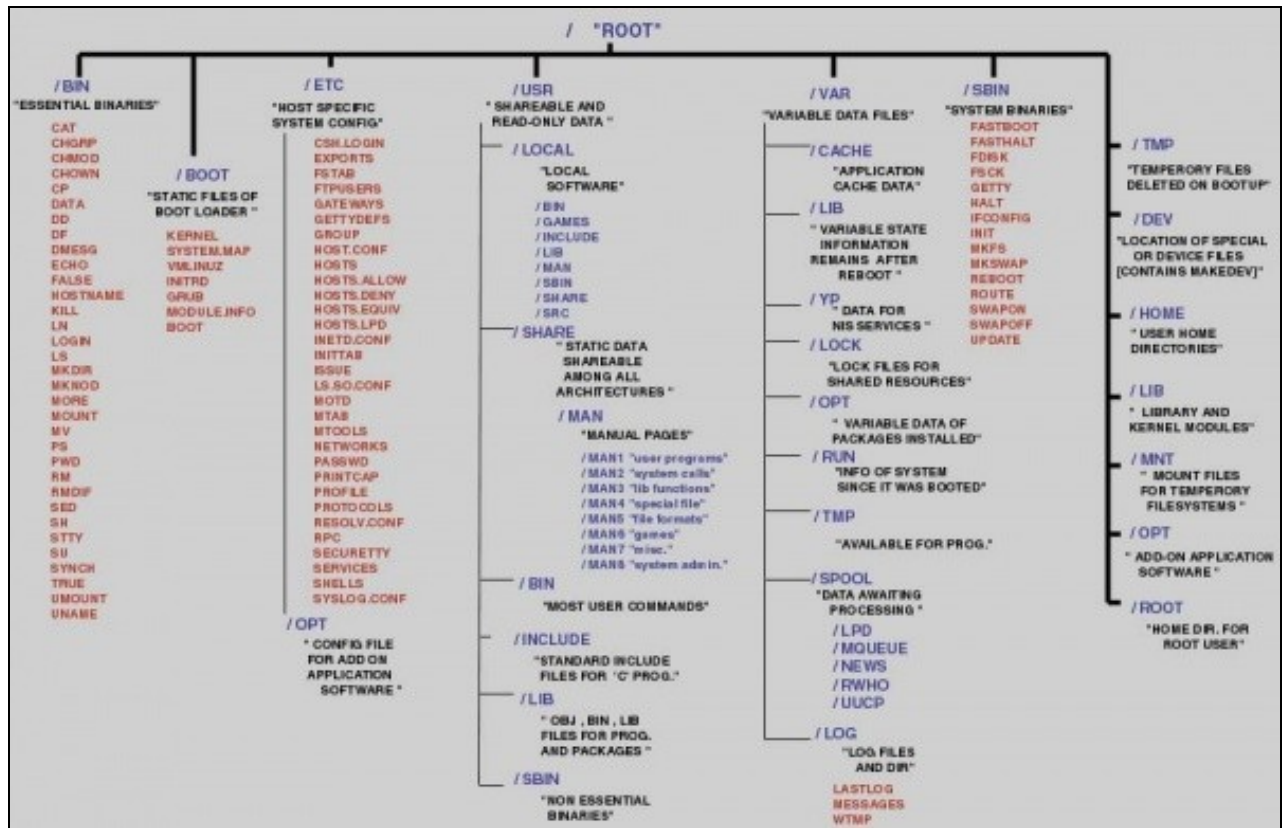 / "ROOT"
/BIN
"ESSENTIAL BINARIES"
CAT
CHGRP
CHMOD
CHOWN
CP
DATA
DD
DF
DMESG
ECHO
FALSE
HOSTNAME
KILL
LN
LOGIN
LS
MKDIR
MKNOD
MORE
MOUNT
MV
PS
PWD
RM
RMDIF
SED
SH
STTY
SU
SYNCH
TRUE
UMOUNT
UNAME
/BOOT
"STATIC FILES OF
BOOT LOADER "
KERNEL
SYSTEM.MAP
VMLINUZ
INITRD
GRUB
MODULE.INFO
BOOT
/ETC
"HOST SPECIFIC
SYSTEM CONFIG"
CSH.LOGIN
EXPORTS
FSTAB
FTPUSERS
GATEWAYS
GETTYDEFS
GROUP
HOST.CONF
HOSTS
HOSTS.ALLOW
HOSTS.DENY
HOSTS.EQUIV
HOSTS.LPD
INETD.CONF
INITTAB
ISSUE
LS.SO.CONF
MOTD
MTAB
MTOOLS
NETWORKS
PASSWD
PRINTCAP
PROFILE
PROTOCOLS
RESOLV.CONF
RPC
SECURETTY
SERVICES
SHELLS
SYSLOG.CONF
/OPT
" CONFIG FILE
FOR ADD ON
APPLICATION
SOFTWARE "
/USR
" SHAREABLE AND
READ-ONLY DATA "
/LOCAL
"LOCAL
SOFTWARE"
/BIN
/GAMES
/INCLUDE
/LIB
/MAN
/SBIN
/SHARE
/SRC
/SHARE
" STATIC DATA
SHAREABLE
AMONG ALL
ARCHITECTURES "
/MAN
"MANUAL PAGES"
/MAN1 "user programs"
/MAN2 "system calls"
/MAN3 "lib functions"
/MAN4 "special file"
/MAN5 "file formats"
/MAN6 "games"
/MAN7 "misc."
/MAN8 "system admin."
/BIN
"MOST USER COMMANDS"
/INCLUDE
"STANDARD INCLUDE
FILES FOR 'C' PROG."
/LIB
" OBJ , BIN , LIB
FILES FOR PROG.
AND PACKAGES "
/SBIN
"NON ESSENTIAL
BINARIES"
/VAR
"VARIABLE DATA FILES"
/CACHE
"APPLICATION
CACHE DATA"
/LIB
" VARIABLE STATE
INFORMATION
REMAINS AFTER
REBOOT "
/YP
"DATA FOR
NIS SERVICES "
/LOCK
"LOCK FILES FOR
SHARED RESOURCES"
/OPT
" VARIABLE DATA OF
PACKAGES INSTALLED"
/RUN
"INFO OF SYSTEM
SINCE IT WAS BOOTED"
/TMP
"AVAILABLE FOR PROG."
/SPOOL
"DATA AWAITING
PROCESSING "
/LPD
/MQUEUE
/NEWS
/RWHO
/UUCP
/LOG
"LOG FILES
AND DIR"
LASTLOG
MESSAGES
WTMP
/SBIN
"SYSTEM BINARIES"
FASTBOOT
FASTHALT
FDISK
FSCK
GETTY
HALT
IFCONFIG
INIT
MKFS
MKSWAP
REBOOT
ROUTE
SWAPON
SWAPOFF
UPDATE
/TMP
"TEMPERORY FILES
DELETED ON BOOTUP"
/DEV
"LOCATION OF SPECIAL
OR DEVICE FILES
[CONTAINS MAKEDEV]"
/HOME
" USER HOME
DIRECTORIES"
/LIB
" LIBRARY AND
KERNEL MODULES"
/MNT
" MOUNT FILES
FOR TEMPERORY
FILESYSTEMS "
/OPT
" ADD-ON APPLICATION
SOFTWARE "
/ROOT
"HOME DIR. FOR
ROOT USER"